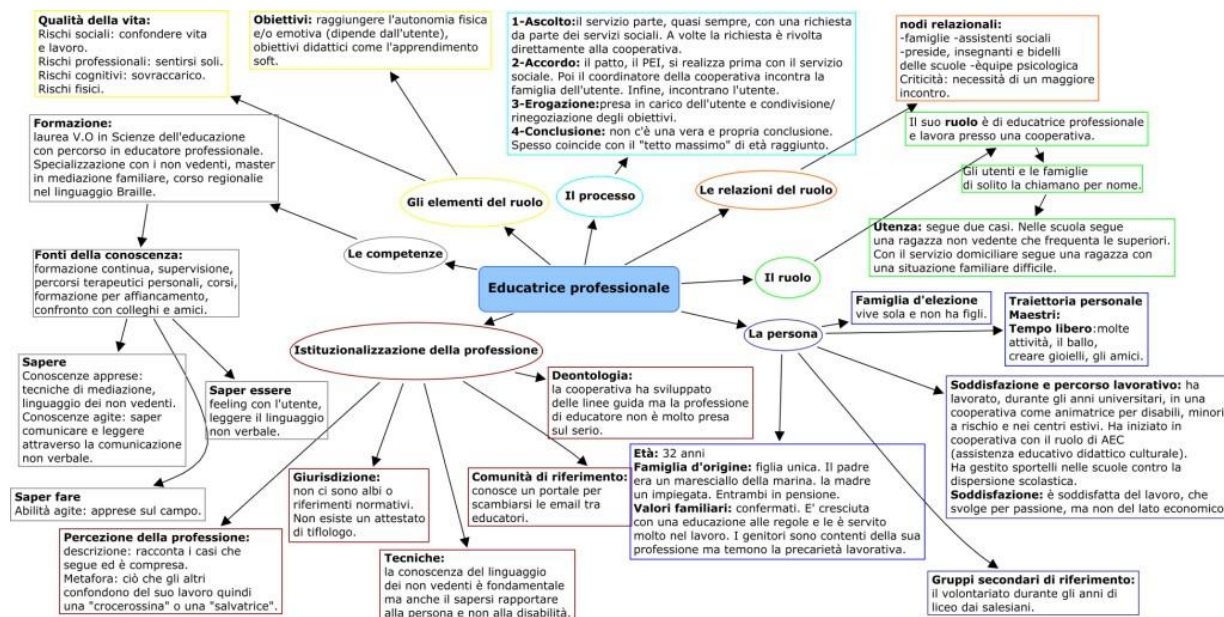 Qualità della vita:
Rischi sociali: confondere vita
e lavoro.
Rischi professionali: sentirsi soli.
Rischi cognitivi: sovraccarico.
Rischi fisici.
Obiettivi: raggiungere l'autonomia fisica
e/o emotiva (dipende dall'utente),
obiettivi didattici come l'apprendimento
soft.
1-Ascolto:il servizio parte, quasi sempre, con una richiesta
da parte dei servizi sociali. A volte la richiesta è rivolta
direttamente alla cooperativa.
2-Accordo: il patto, il PEI, si realizza prima con il servizio
sociale. Poi il coordinatore della cooperativa incontra la
famiglia dell'utente. Infine, incontrano l'utente.
3-Erogazione:presa in carico dell'utente e condivisione/
rinegoziazione degli obiettivi.
4-Conclusione: non c'è una vera e propria conclusione.
Spesso coincide con il "tetto massimo" di età raggiunto.
nodi relazionali:
-famiglie -assistenti sociali
-preside, insegnanti e bidelli
delle scuole -èquipe psicologica
Criticità: necessità di un maggiore
incontro.
Formazione:
laurea V.O in Scienze dell'educazione
con percorso in educatore professionale.
Specializzazione con i non vedenti, master
in mediazione familiare, corso regionalie
nel linguaggio Braille.
Il suo ruolo è di educatrice professionale
e lavora presso una cooperativa.
Gli utenti e le famiglie
di solito la chiamano per nome.
Utenza: segue due casi. Nelle scuola segue
una ragazza non vedente che frequenta le superiori.
Con il servizio domiciliare segue una ragazza con
una situazione familiare difficile.
Gli elementi del ruolo
Il processo
Le relazioni del ruolo
Le competenze
Educatrice professionale
Il ruolo
Fonti della conoscenza:
formazione continua, supervisione,
percorsi terapeutici personali, corsi,
formazione per affiancamento,
confronto con colleghi e amici.
Istituzionalizzazione della professione
La persona
Famiglia d'elezione
vive sola e non ha figli.
Traiettoria personale
Maestri:
Tempo libero:molte
attività, il ballo,
creare gioielli, gli amici.
Sapere
Conoscenze apprese:
tecniche di mediazione,
linguaggio dei non vedenti.
Conoscenze agite: saper
comunicare e leggere
attraverso la comunicazione
non verbale.
Saper essere
feeling con l'utente,
leggere il linguaggio
non verbale.
Deontologia:
la cooperativa ha sviluppato
delle linee guida ma la professione
di educatore non è molto presa
sul serio.
Soddisfazione e percorso lavorativo: ha
lavorato, durante gli anni universitari, in una
cooperativa come animatrice per disabili, minori
a rischio e nei centri estivi. Ha iniziato in
cooperativa con il ruolo di AEC
(assistenza educativo didattico culturale).
Ha gestito sportelli nelle scuole contro la
dispersione scolastica.
Soddisfazione: è soddisfatta del lavoro, che
svolge per passione, ma non del lato economico
Saper fare
Abilità agite: apprese sul campo.
Giurisdizione:
non ci sono albi o
riferimenti normativi.
Non esiste un attestato
di tiflologo.
Comunità di riferimento:
conosce un portale per
scambiarsi le email tra
educatori.
Età: 32 anni
Famiglia d'origine: figlia unica. Il padre
era un maresciallo della marina. la madre
un impiegata. Entrambi in pensione.
Valori familiari: confermati. E' cresciuta
con una educazione alle regole e le è servito
molto nel lavoro. I genitori sono contenti della sua
professione ma temono la precarietà lavorativa.
Percezione della professione:
descrizione: racconta i casi che
segue ed è compresa.
Metafora: ciò che gli altri
confondono del suo lavoro quindi
una "crocerossina" o una "salvatrice".
Tecniche:
la conoscenza del linguaggio
dei non vedenti è fondamentale
ma anche il sapersi rapportare
alla persona e non alla disabilità.
Gruppi secondari di riferimento:
il volontariato durante gli anni di
liceo dai salesiani.